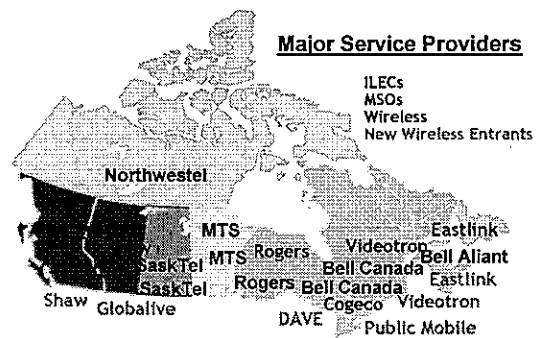 Major Service Providers
ILECs
MSOs
Wireless
New Wireless Entrants
Northwestel
MTS
Rogers
Videotron
Eastlink
SaskTel
MTS
Bell Canada
Bell Aliant
SaskTel
Rogers
Bell Canada
Eastlink
Shaw
Globalive
Cogeco
Videotron
DAVE
Public Mobile